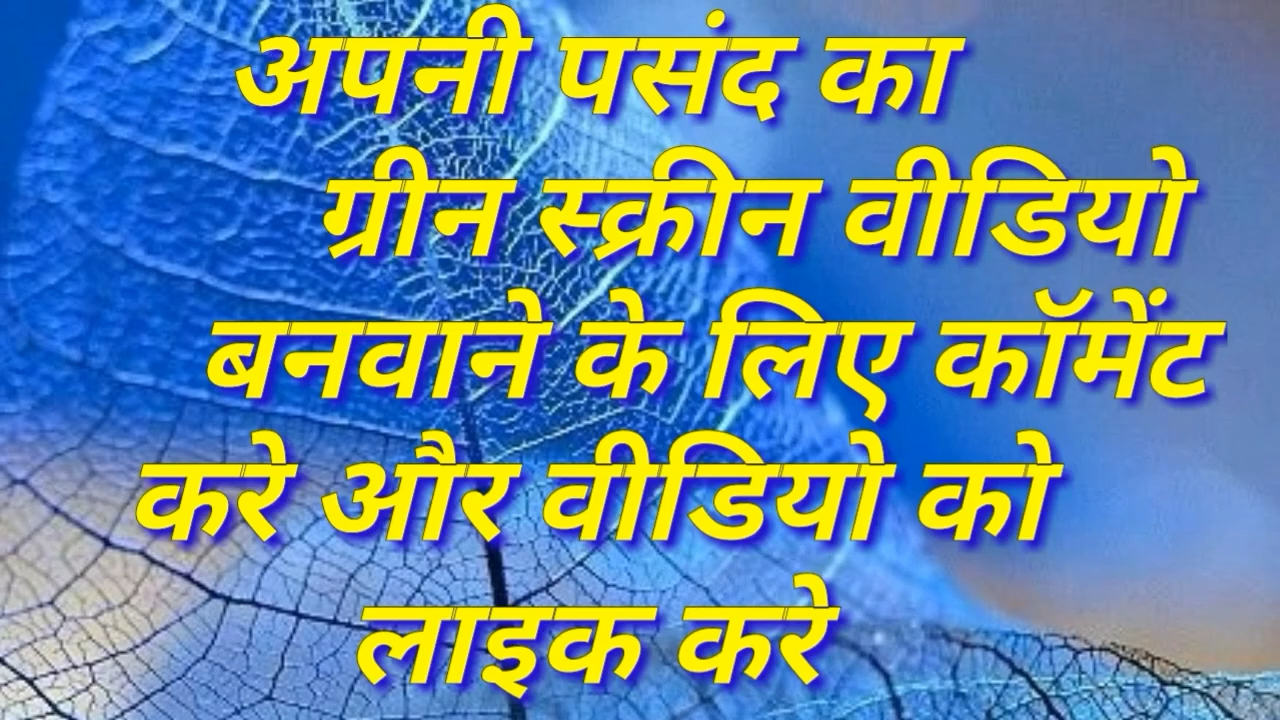 अपनी पसंद का
ग्रीन स्क्रीन वीडियो
बनवाने के लिए कॉमेंट
करे और वीडियो को
लाइक करे